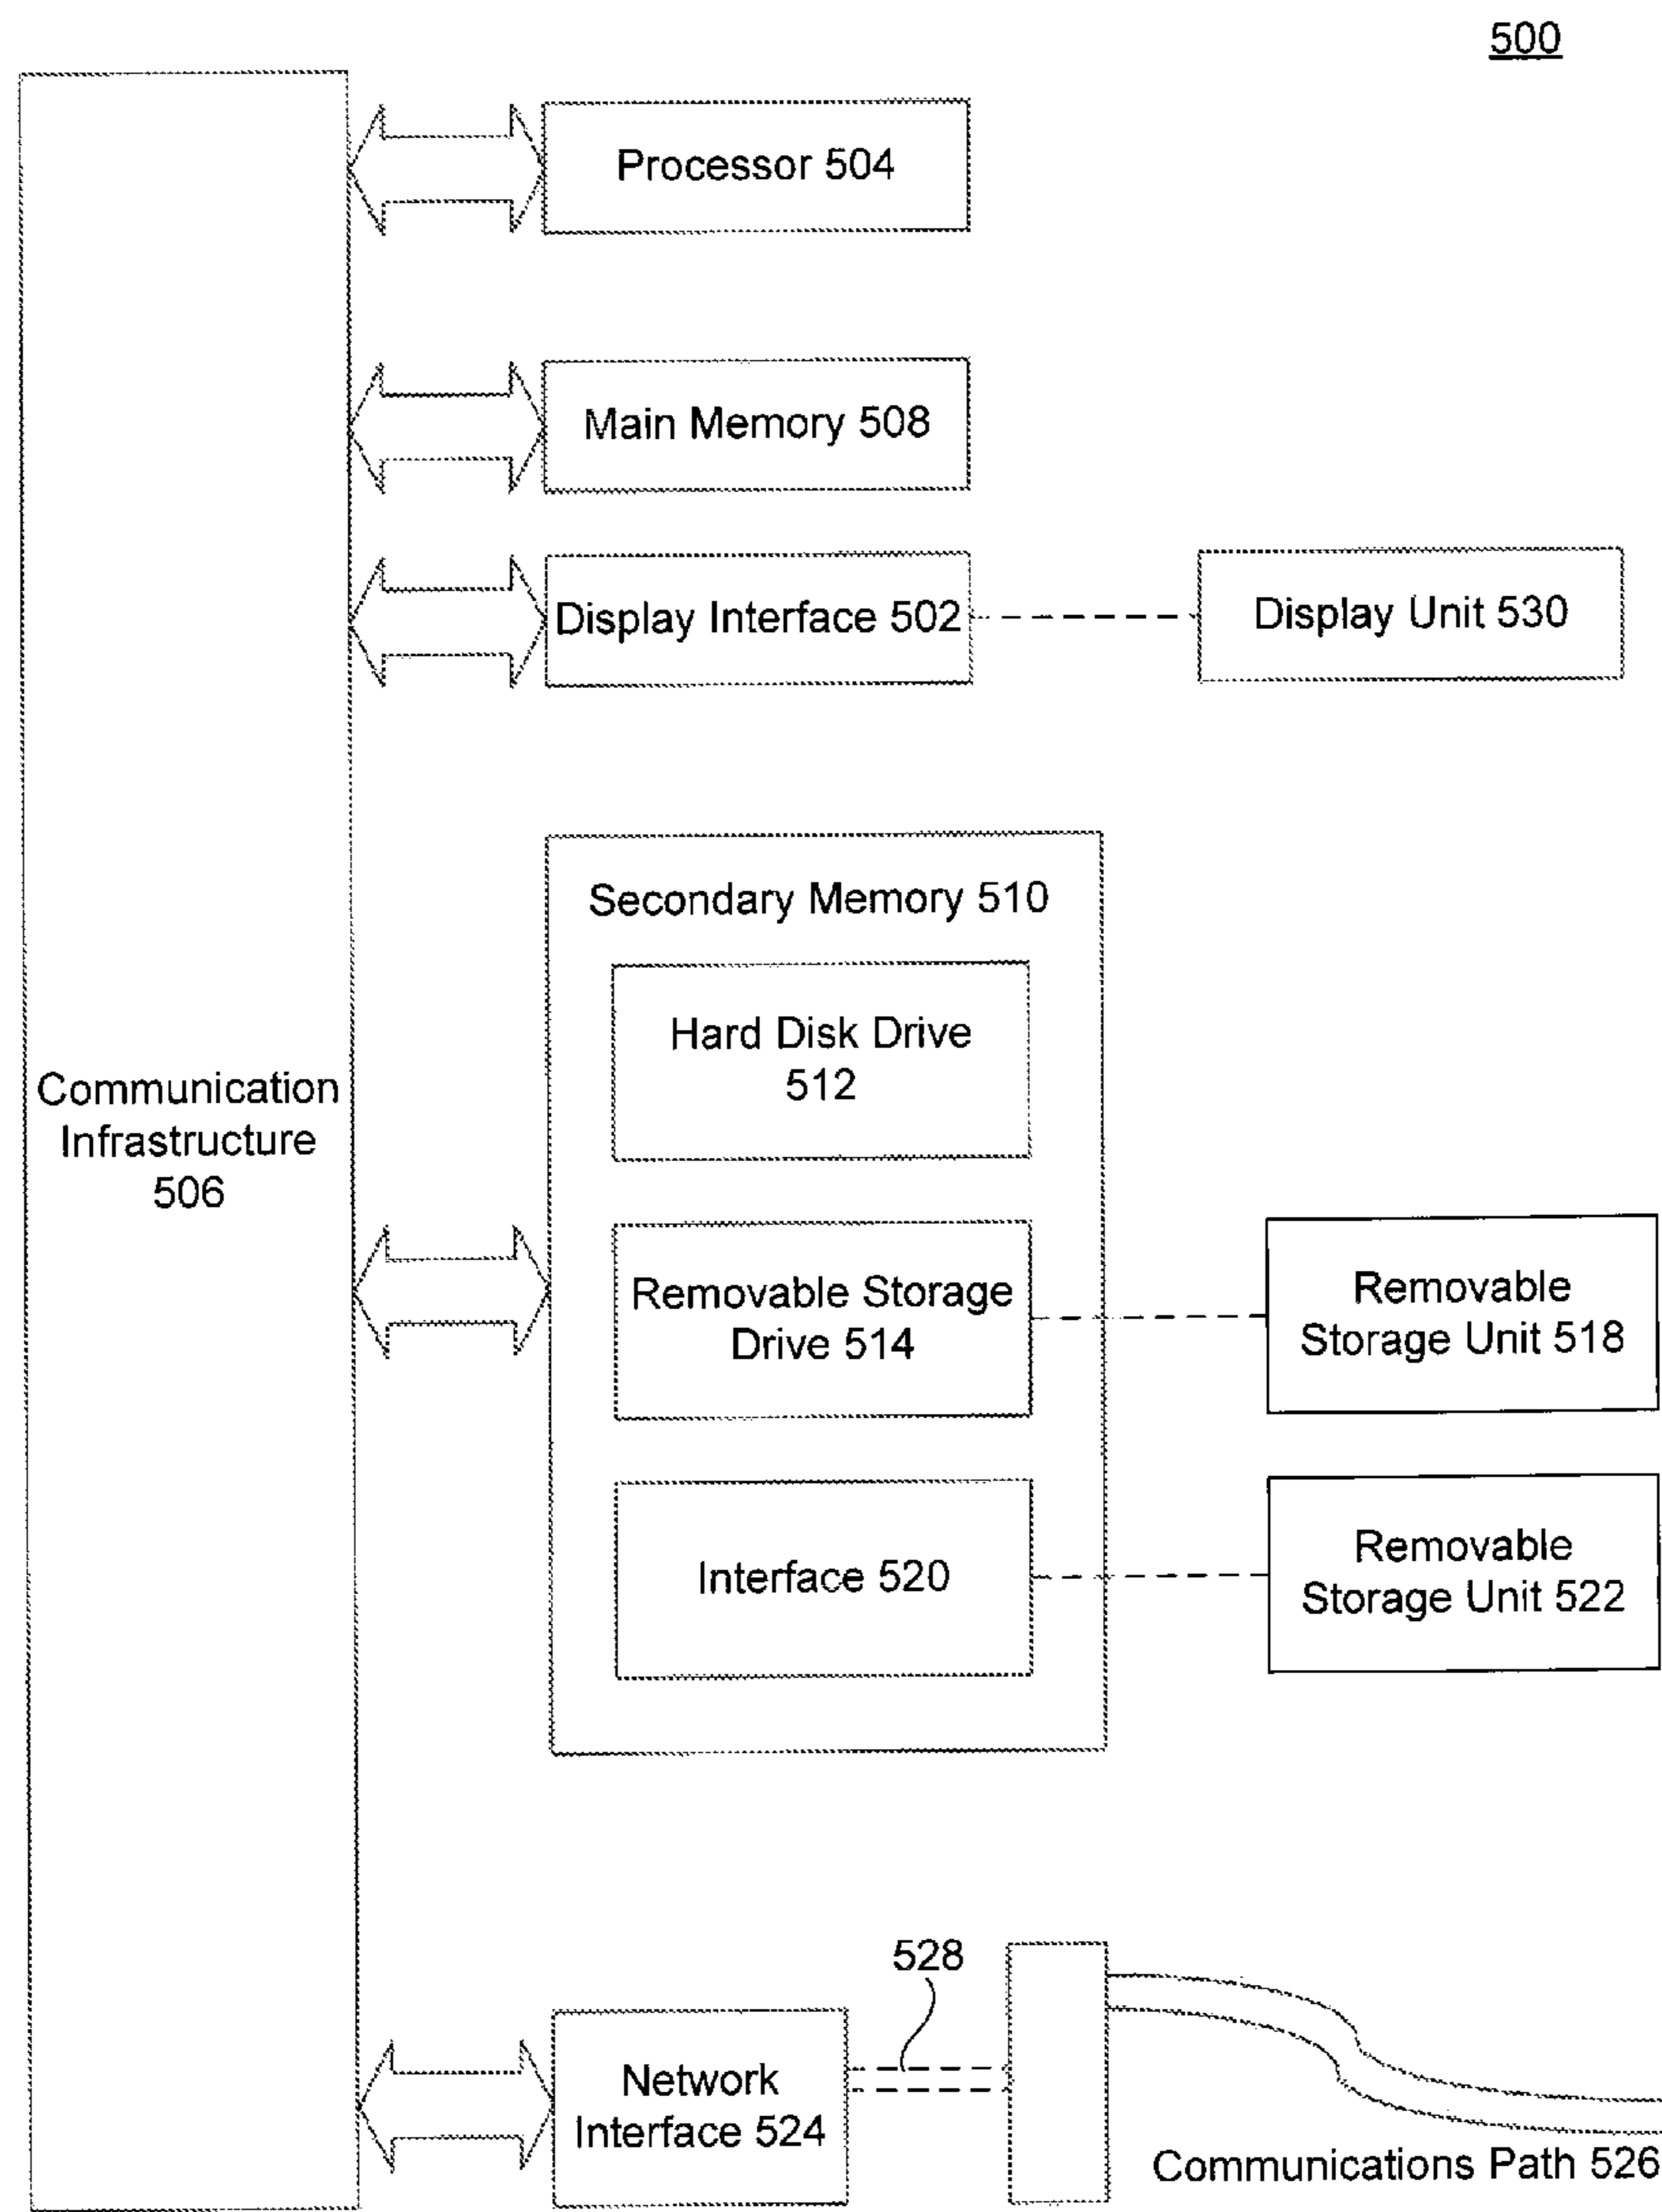 500
Processor 504
Main Memory 508
Display Interface 502
Display Unit 530
Secondary Memory 510
Hard Disk Drive
512
Communication
Infrastructure
506
Removable Storage
Drive 514
Removable
Storage Unit 518
Interface 520
Removable
Storage Unit 522
528
Network
Interface 524
Communications Path 526